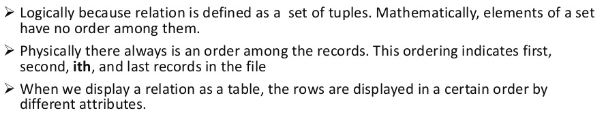 ➢ Logically because relation is defined as a set of tuples. Mathematically, elements of a set
have no order among them.
➢ Physically there always is an order among the records. This ordering indicates first,
second, ith, and last records in the file
➢ When we display a relation as a table, the rows are displayed in a certain order by
different attributes.